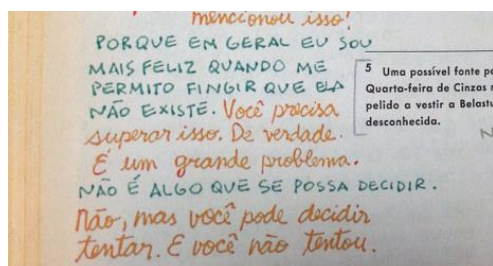 mencionou isso!
PORQUE EM GERAL EU SOU
MAIS FELIZ QUANDO ME
PERMITO FINGIR QUE ELA
NÃO EXISTE. Você precisa
superar isso. De verdade.
É um grande problema.
NÃO É ALGO QUE SE POSSA DECIDIR.
Não, mas você pode decidir
tentar. E você não tentou.
5 Uma possível fonte
Quarta-feira de Cinzas
pelido a vestir a
desconhecida.